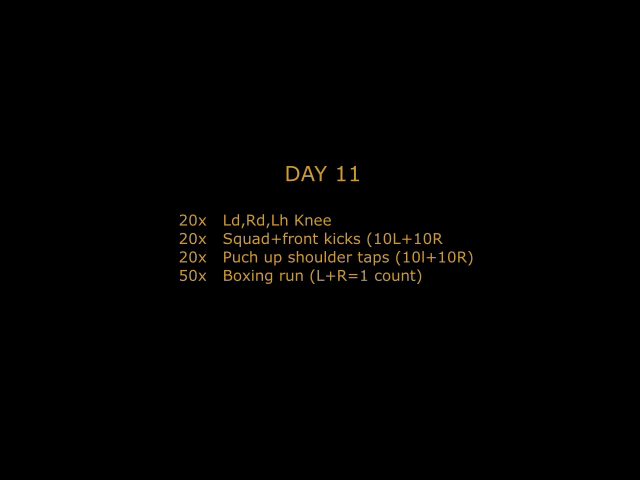 DAY 11
20x Ld,Rd,Lh Knee
20x Squad+front kicks (10L+10R
20x Puch up shoulder taps (10l+10R)
50x Boxing run (L+R=1 count)